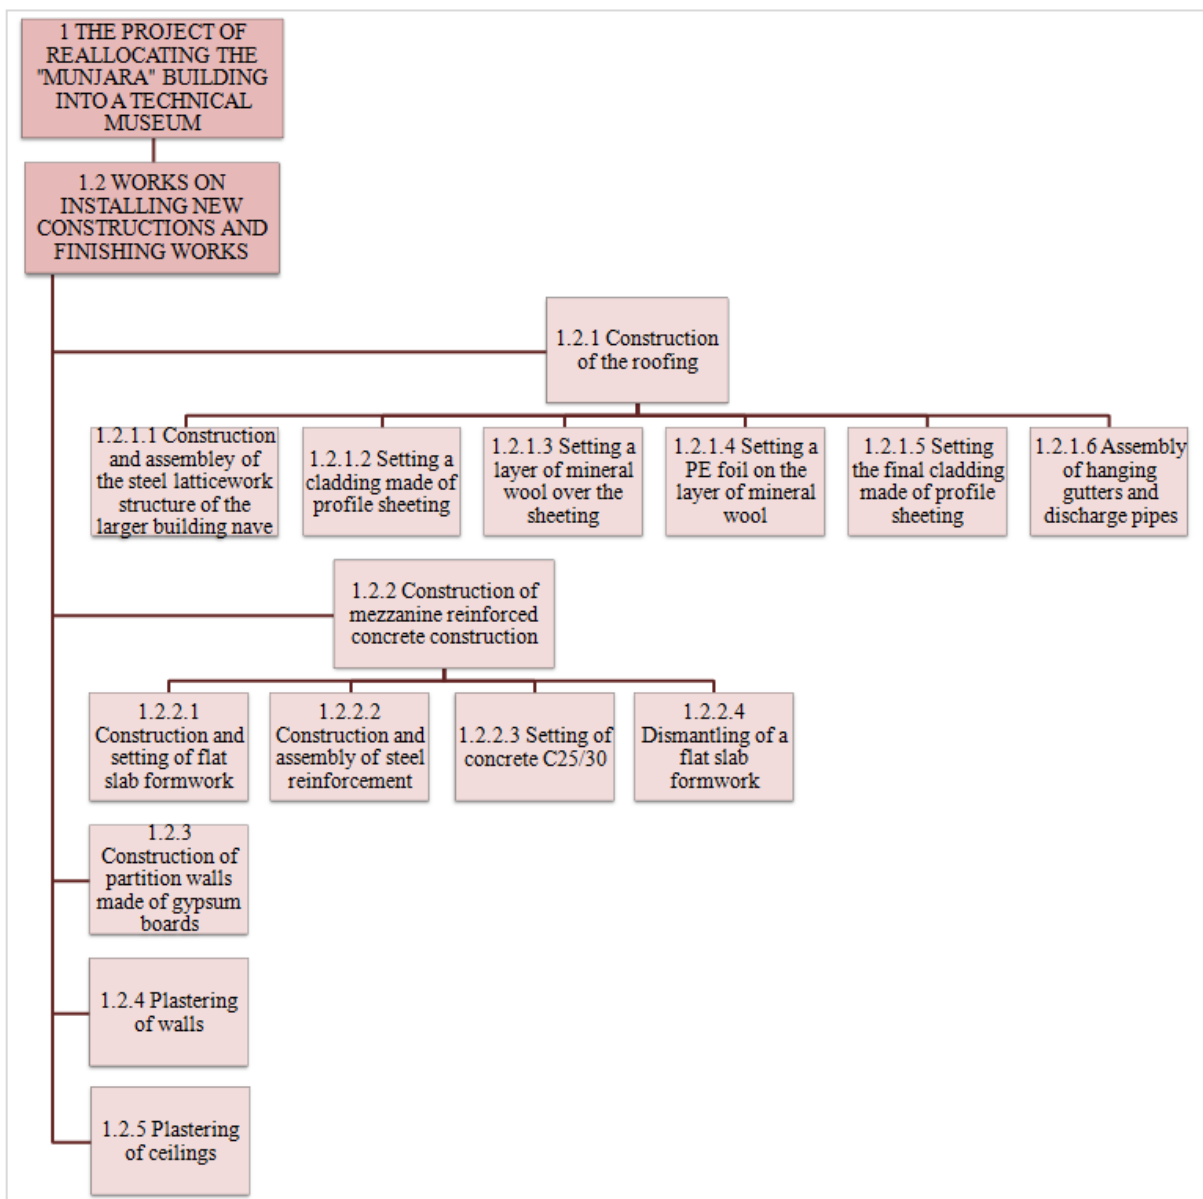 1 THE PROJECT OF
REALLOCATING THE
"MUNJARA" BUILDING
INTO A TECHNICAL
MUSEUM
1.2 WORKS ON
INSTALLING NEW
CONSTRUCTIONS AND
FINISHING WORKS
1.2.1 Construction
of the roofing
1.2.1.1 Construction
and assembley of
the steel latticework
structure of the
larger building nave
1.2.1.2 Setting a
cladding made of
profile sheeting
1.2.1.3 Setting a
layer of mineral
wool over the
sheeting
1.2.1.4 Setting a
PE foil on the
layer of mineral
wool
1.2.1.5 Setting
the final cladding
made of profile
sheeting
1.2.1.6 Assembly
of hanging
gutters and
discharge pipes
1.2.2 Construction of
mezzanine reinforced
concrete construction
1.2.2.1
Construction and
setting of flat
slab formwork
1.2.2.2
Construction and
assembly of steel
reinforcement
1.2.2.3 Setting of
concrete C25/30
1.2.2.4
Dismantling of a
flat slab
formwork
1.2.3
Construction of
partition walls
made of gypsum
boards
1.2.4 Plastering
of walls
1.2.5 Plastering
of ceilings